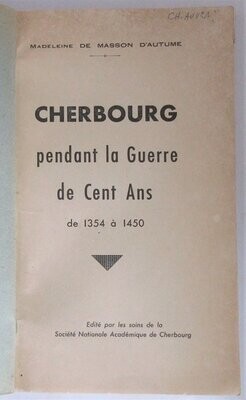 MADELEINE DE MASSON D'AUTUME
CHERBOURG
pendant la Guerre
de Cent Ans
de 1354 à 1450
Edité par les soins de la
Société Nationale Académique de Cherbourg